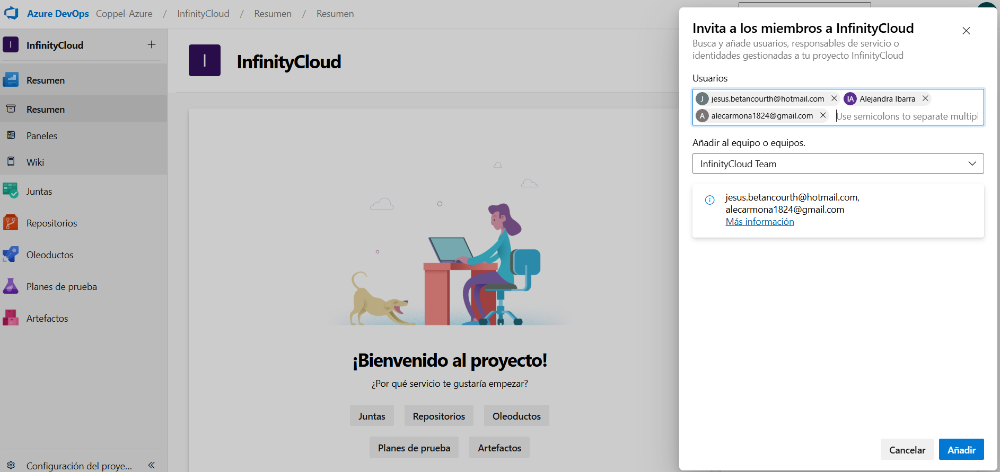 Azure DevOps Coppel-Azure / InfinityCloud / Resumen / Resumen
I InfinityCloud +
Resumen
Resumen
Paneles
Wiki
Juntas
Repositorios
Oleoductos
Planes de prueba
Artefactos
Configuración del proye...
I InfinityCloud
¡Bienvenido al proyecto!
¿Por qué servicio te gustaría empezar?
Juntas Repositorios Oleoductos
Planes de prueba Artefactos
Invita a los miembros a InfinityCloud
Busca y añade usuarios, responsables de servicio o
identidades gestionadas a tu proyecto InfinityCloud
Usuarios
J jesus.betancourth@hotmail.com IA Alejandra Ibarra
A alecarmona1824@gmail.com Use semicolons to separate multip
Añadir al equipo o equipos.
InfinityCloud Team
jesus.betancourth@hotmail.com,
alecarmona1824@gmail.com
Más información
Cancelar Añadir